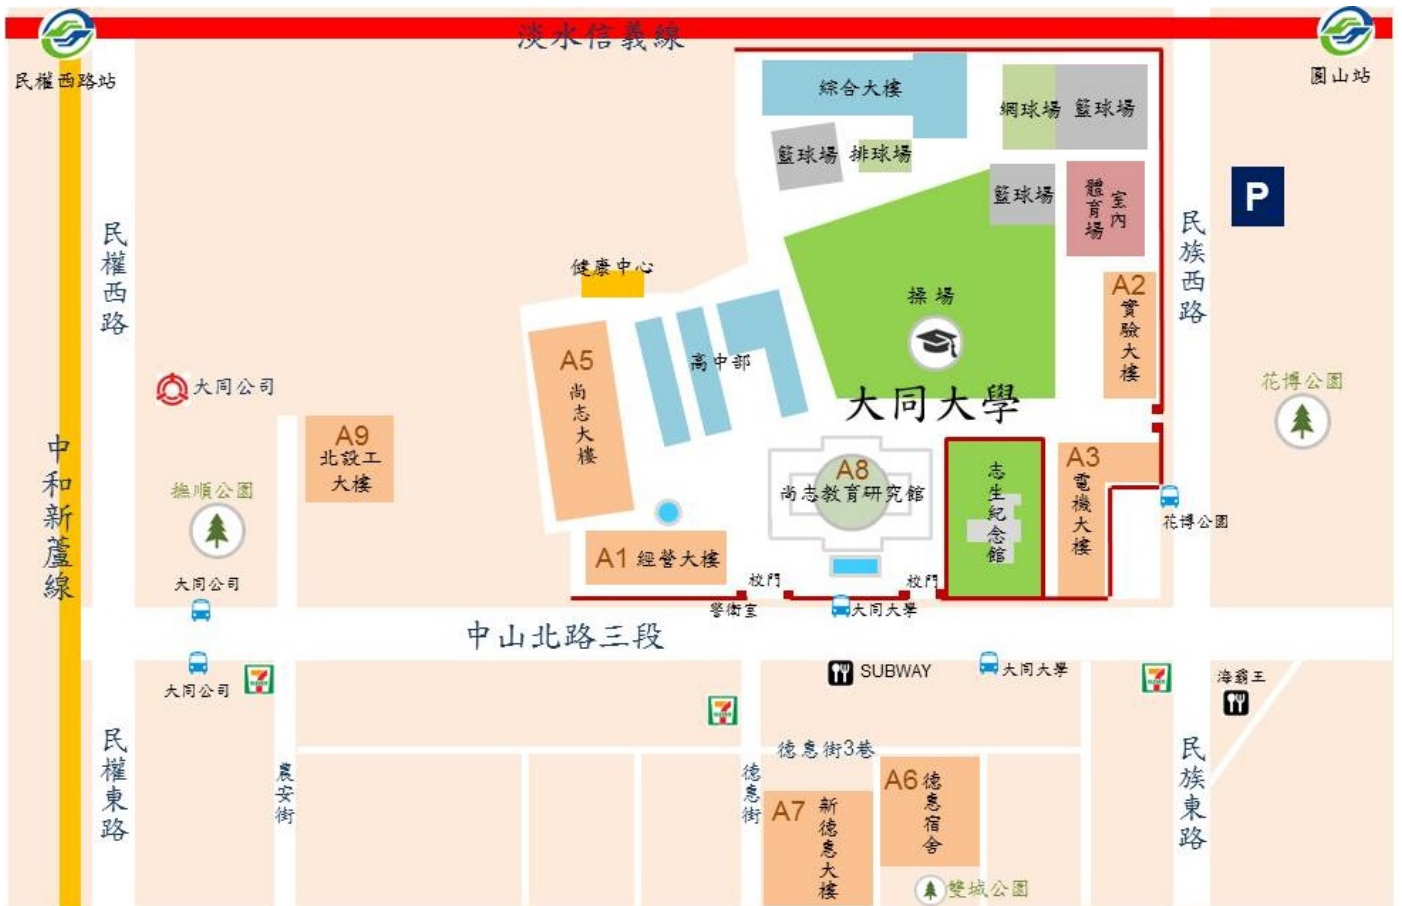 淡水信義線
民權西路站
圓山站
綜合大樓
網球場
籃球場
籃球場
排球場
籃球場
室內
體育場
P
民權西路
民族西路
健康中心
操場
A2
實驗大樓
A5
尚志大樓
高中部
大同公司
花博公園
大同大學
A9
北設工
大樓
中和新蘆線
撫順公園
A8
尚志教育研究館
志生紀念館
A3
電機大樓
花博公園
A1 經營大樓
大同公司
校門
校門
警衛室
大同大學
中山北路三段
大同公司
SUBWAY
大同大學
海霸王
民權東路
農安街
德惠街
德惠街3巷
A6
德惠宿舍
A7
新德惠大樓
民族東路
雙城公園